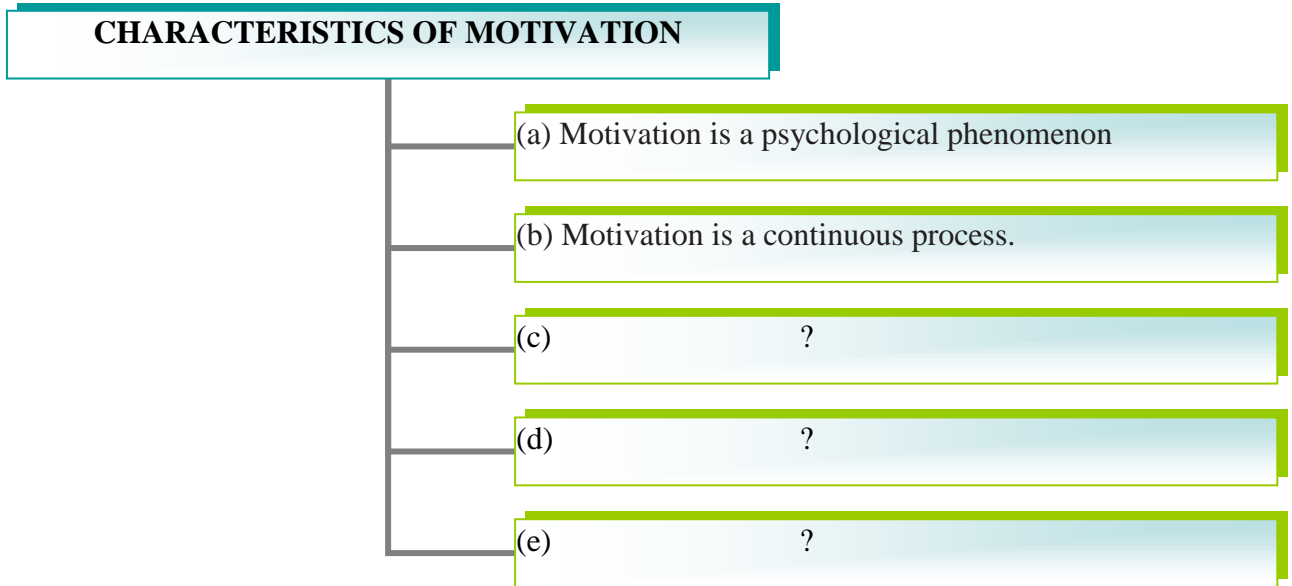 CHARACTERISTICS OF MOTIVATION
(a) Motivation is a psychological phenomenon
(b) Motivation is a continuous process.
(c) ?
(d) ?
(e) ?